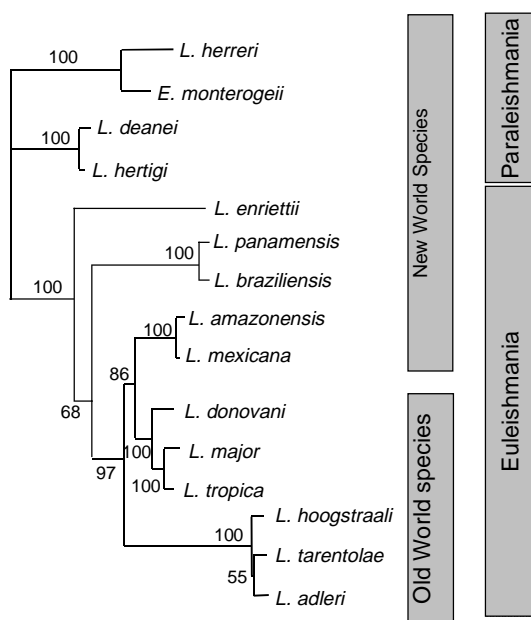 100
L. herreri
E. monterogeii
100
L. deanei
L. hertigi
100
L. enriettii
100
L. panamensis
L. braziliensis
68
100
L. amazonensis
L. mexicana
86
L. donovani
100
L. major
100
L. tropica
97
100
L. hoogstraali
L. tarentolae
55
L. adleri
New World Species
Old World species
Paraleishmania
Euleishmania